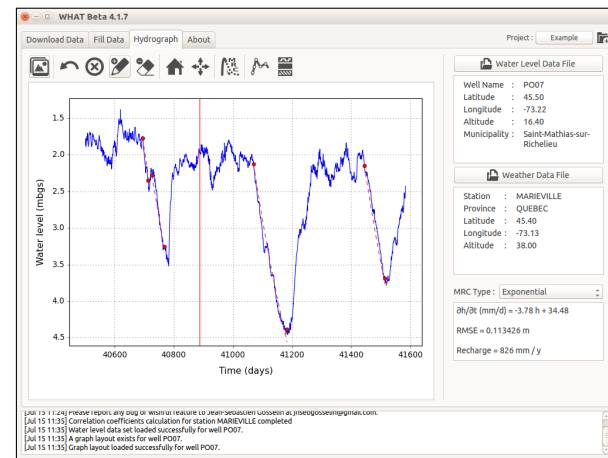 WHAT Beta 4.1.7
Download Data Fill Data Hydrograph About
Project : Example
Water Level Data File
Well Name : PO07
Latitude : 45.50
Longitude : -73.22
Altitude : 16.40
Municipality : Saint-Mathias-sur-
Richelieu
Weather Data File
Station : MARIEVILLE
Province : QUEBEC
Latitude : 45.40
Longitude : -73.13
Altitude : 38.00
MRC Type : Exponential
∂h/∂t (mm/d) = -3.78 h + 34.48
RMSE = 0.113426 m
Recharge = 826 mm / y
Water level (mbgs)
1.5
2.0
2.5
3.0
3.5
4.0
4.5
40600 40800 41000 41200 41400 41600
Time (days)
[Jul 15 11:24] Please report any bug or wishful feature to Jean-Sebastien Gosselin at jnsebgosselin@gmail.com.
[Jul 15 11:35] Correlation coefficients calculation for station MARIEVILLE completed
[Jul 15 11:35] Water level data set loaded successfully for well PO07.
[Jul 15 11:35] A graph layout exists for well PO07.
[Jul 15 11:35] Graph layout loaded successfully for well PO07.